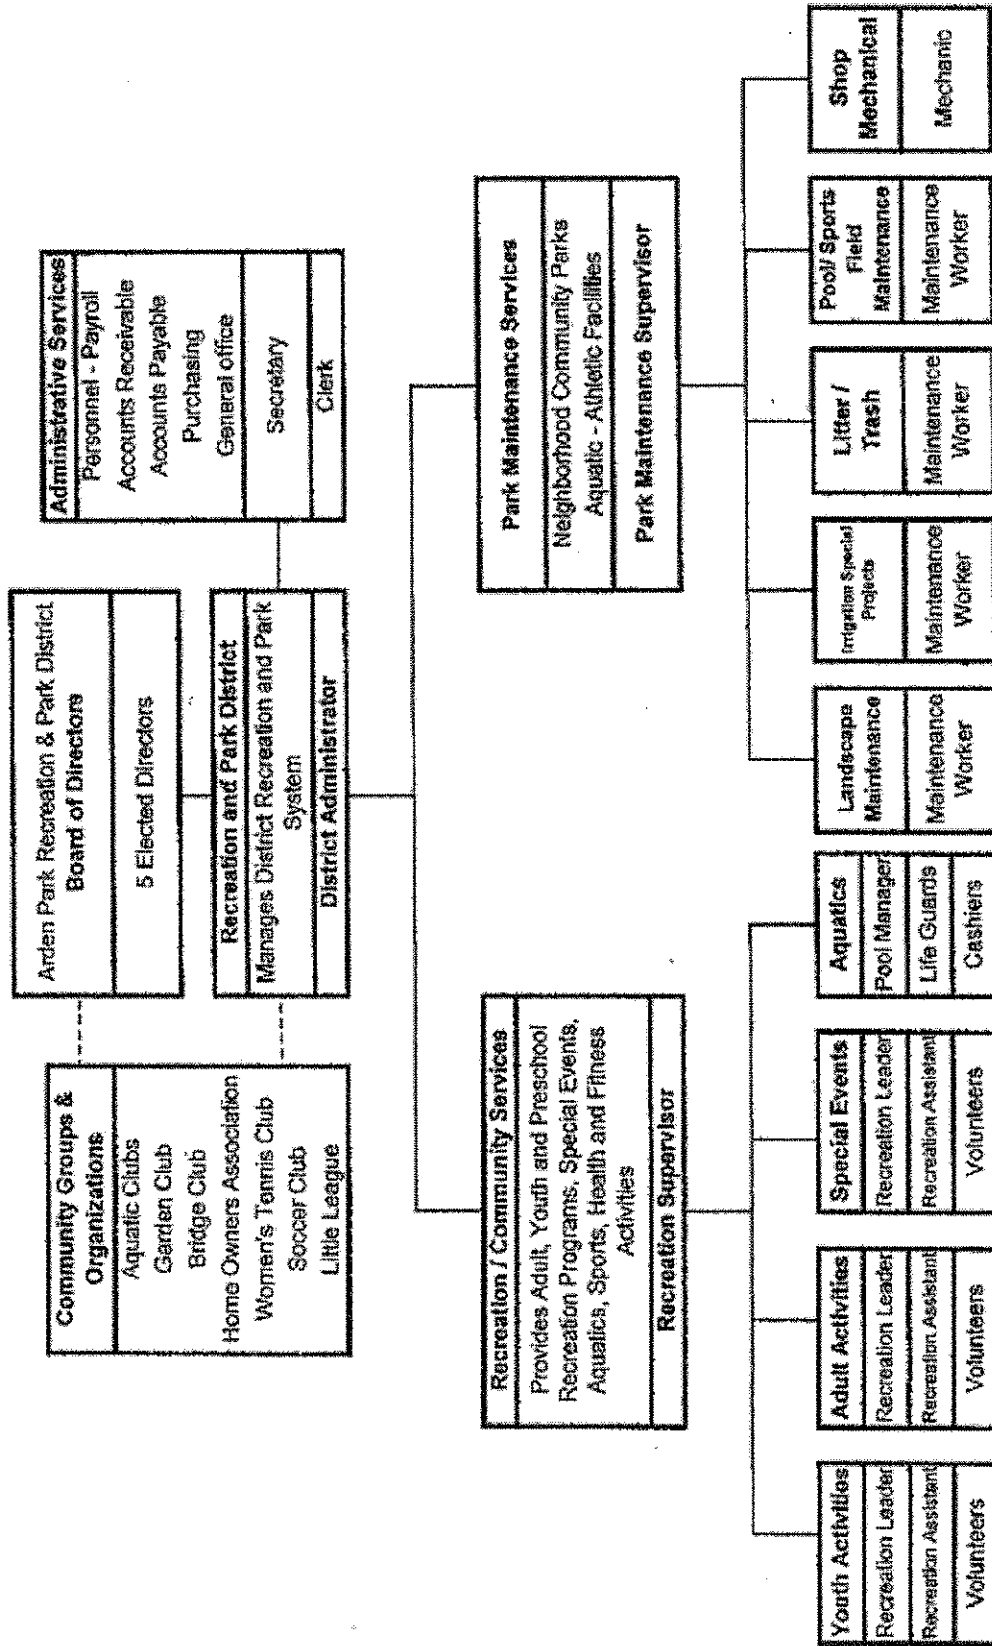 Arden Park Recreation & Park District
Board of Directors
5 Elected Directors
Community Groups &
Organizations
Aquatic Clubs
Garden Club
Bridge Club
Home Owners Association
Women's Tennis Club
Soccer Club
Little League
Recreation and Park District
Manages District Recreation and Park
System
District Administrator
Administrative Services
Personnel - Payroll
Accounts Receivable
Accounts Payable
Purchasing
General office
Secretary
Clerk
Recreation / Community Services
Provides Adult, Youth and Preschool
Recreation Programs, Special Events,
Aquatics, Sports, Health and Fitness
Activities
Recreation Supervisor
Park Maintenance Services
Neighborhood Community Parks
Aquatic - Athletic Facilities
Park Maintenance Supervisor
Youth Activities
Recreation Leader
Recreation Assistant
Volunteers
Adult Activities
Recreation Leader
Recreation Assistant
Volunteers
Special Events
Recreation Leader
Recreation Assistant
Volunteers
Aquatics
Pool Manager
Life Guards
Cashiers
Landscape
Maintenance
Maintenance
Worker
Irrigation Special
Projects
Maintenance
Worker
Litter /
Trash
Maintenance
Worker
Pool/ Sports
Field
Maintenance
Maintenance
Worker
Shop
Mechanical
Mechanic